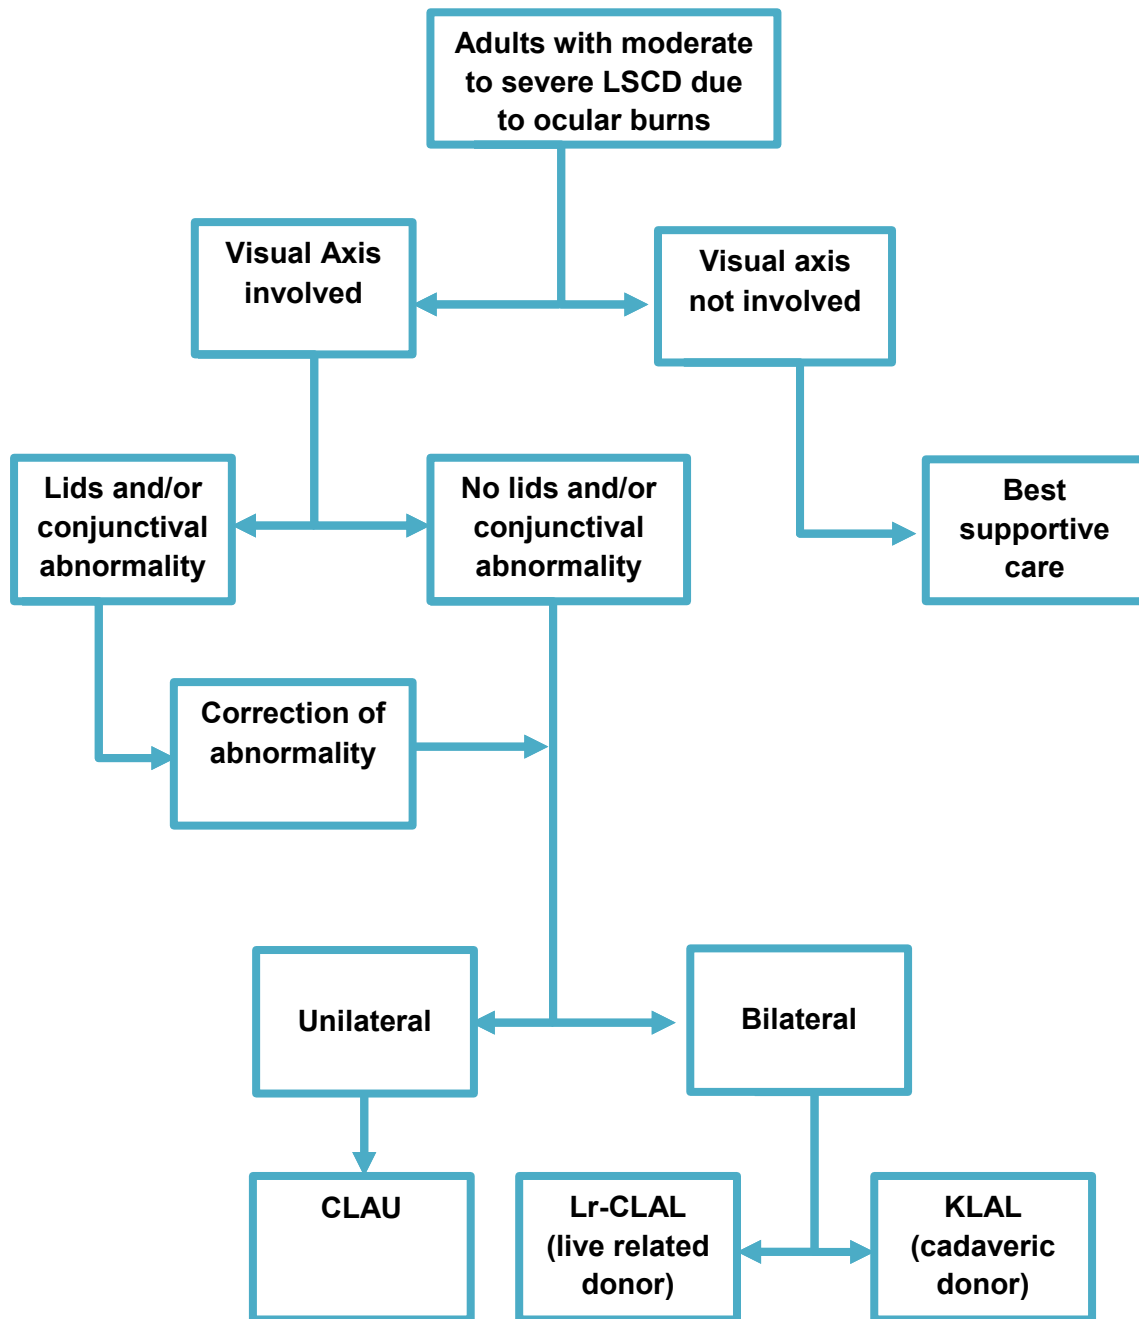 Adults with moderate
to severe LSCD due
to ocular burns
Visual Axis
involved
Visual axis
not involved
Lids and/or
conjunctival
abnormality
No lids and/or
conjunctival
abnormality
Best
supportive
care
Correction of
abnormality
Unilateral
Bilateral
CLAU
Lr-CLAL
(live related
donor)
KLAL
(cadaveric
donor)